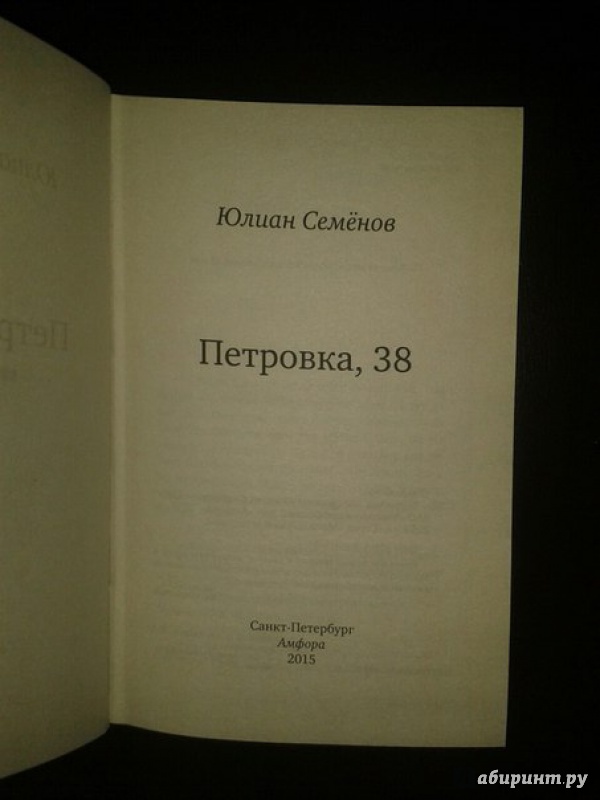 Юлиан Семёнов
Петровка, 38
Санкт-Петербург
Амфора
2015
абиринт.ру